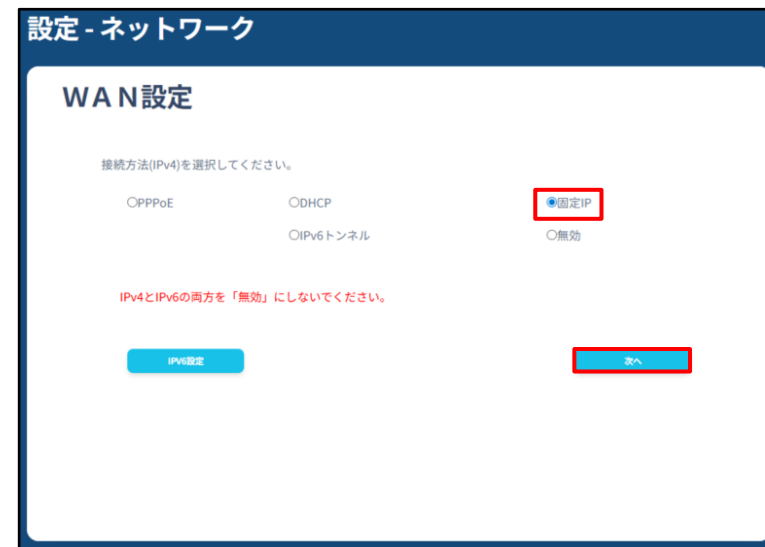 設定 - ネットワーク
ＷＡＮ設定
接続方法(IPv4)を選択してください。
○PPPoE ○DHCP ◉固定IP
○IPv6トンネル ○無効
IPv4とIPv6の両方を「無効」にしないでください。
IPV6設定 次へ